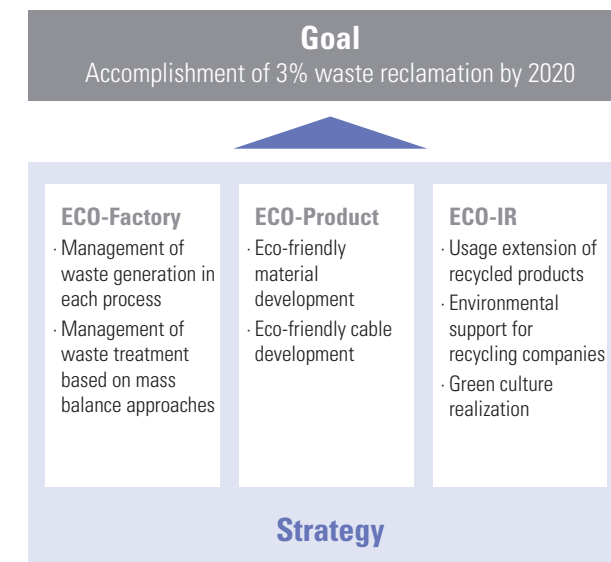 Goal
Accomplishment of 3% waste reclamation by 2020
ECO-Factory
· Management of
waste generation in
each process
· Management of
waste treatment
based on mass
balance approaches
ECO-Product
· Eco-friendly
material
development
· Eco-friendly cable
development
ECO-IR
· Usage extension of
recycled products
· Environmental
support for
recycling companies
· Green culture
realization
Strategy